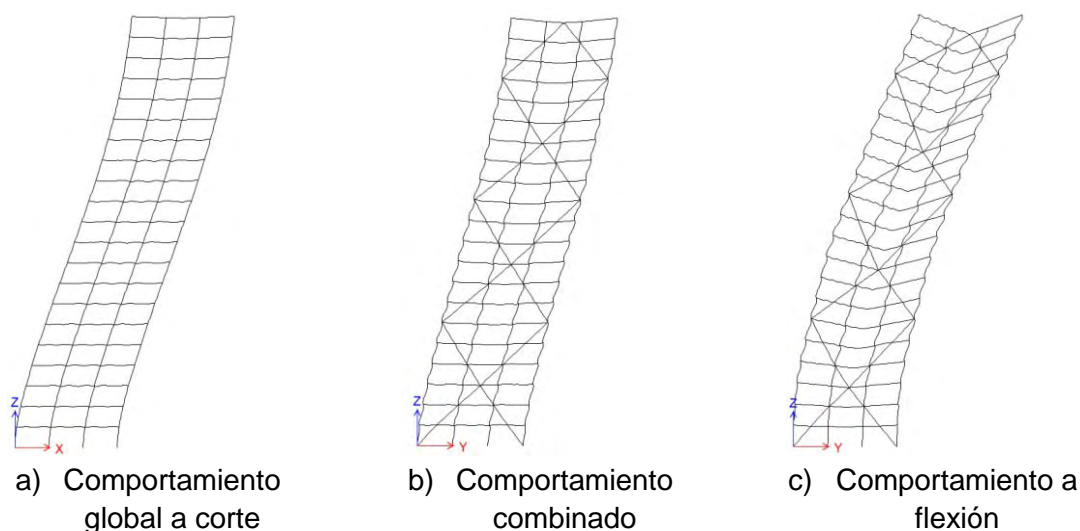 Z
X
Z
Y
Z
Y
a) Comportamiento
global a corte
b) Comportamiento
combinado
c) Comportamiento a
flexión